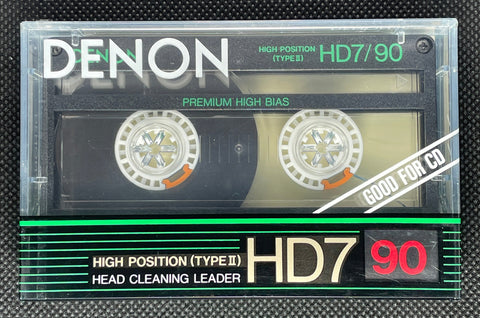 DENON
DENON
HIGH POSITION
(TYPE II)
HD7/90
PREMIUM HIGH BIAS
GOOD FOR CD
HIGH POSITION (TYPE II)
HEAD CLEANING LEADER
HD7
90